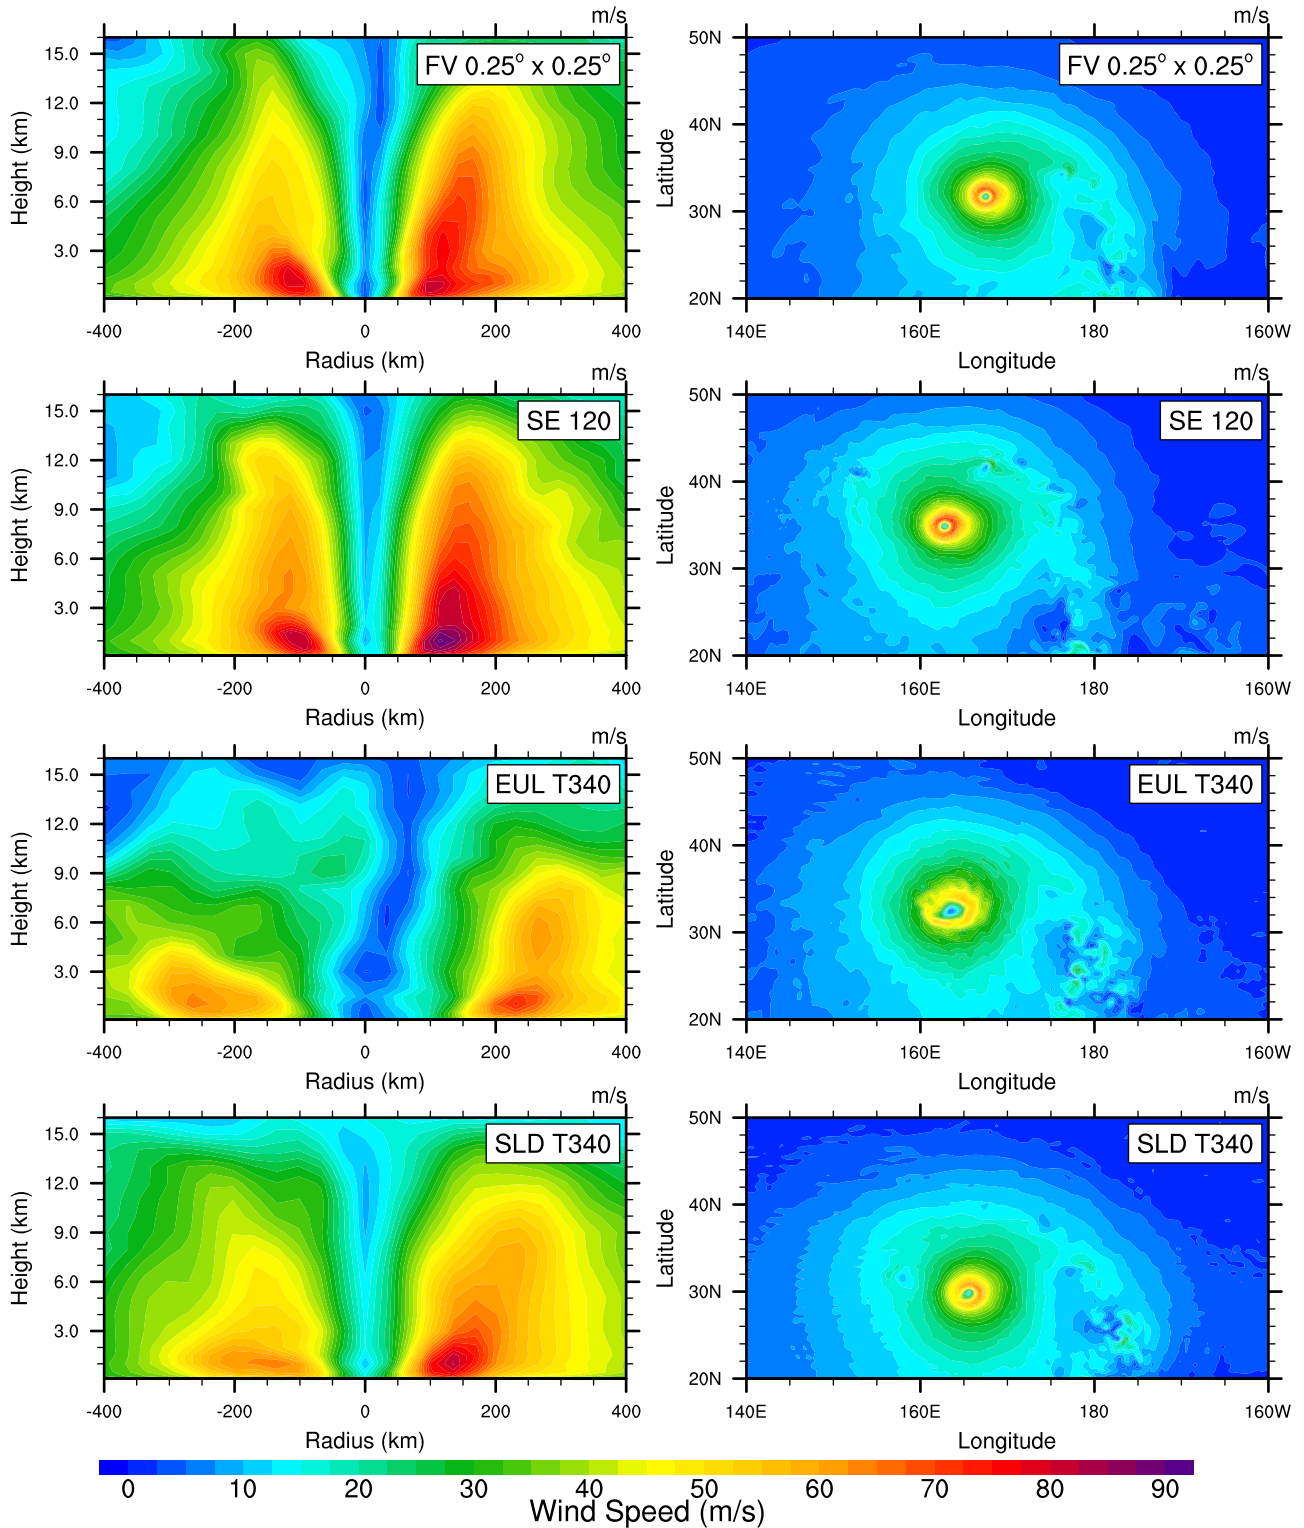 m/s
m/s
FV 0.25° x 0.25°
FV 0.25° x 0.25°
15.0
12.0
9.0
6.0
3.0
Height (km)
-400 -200 0 200 400
Radius (km)
50N
40N
30N
20N
Latitude
140E 160E 180 160W
Longitude
m/s
m/s
SE 120
SE 120
15.0
12.0
9.0
6.0
3.0
Height (km)
-400 -200 0 200 400
Radius (km)
50N
40N
30N
20N
Latitude
140E 160E 180 160W
Longitude
m/s
m/s
EUL T340
EUL T340
15.0
12.0
9.0
6.0
3.0
Height (km)
-400 -200 0 200 400
Radius (km)
50N
40N
30N
20N
Latitude
140E 160E 180 160W
Longitude
m/s
m/s
SLD T340
SLD T340
15.0
12.0
9.0
6.0
3.0
Height (km)
-400 -200 0 200 400
Radius (km)
50N
40N
30N
20N
Latitude
140E 160E 180 160W
Longitude
0 10 20 30 40 50 60 70 80 90
Wind Speed (m/s)